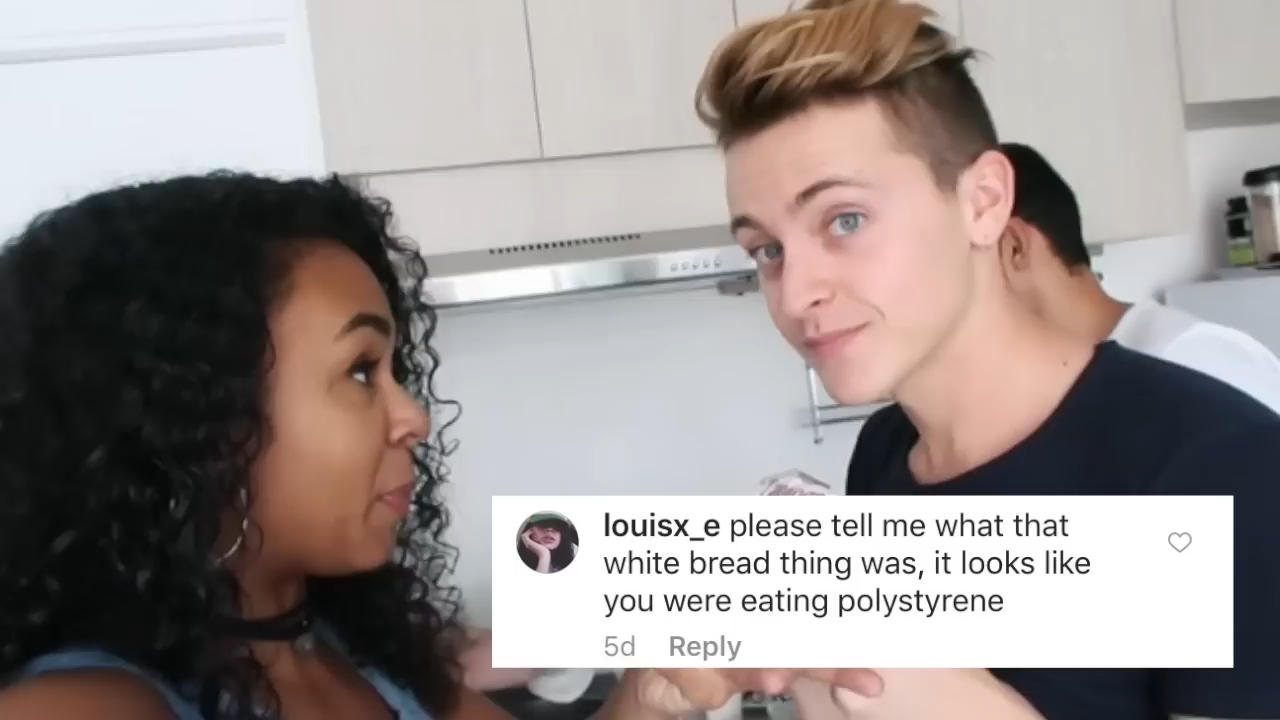 louisx_e please tell me what that
white bread thing was, it looks like
you were eating polystyrene
5d Reply